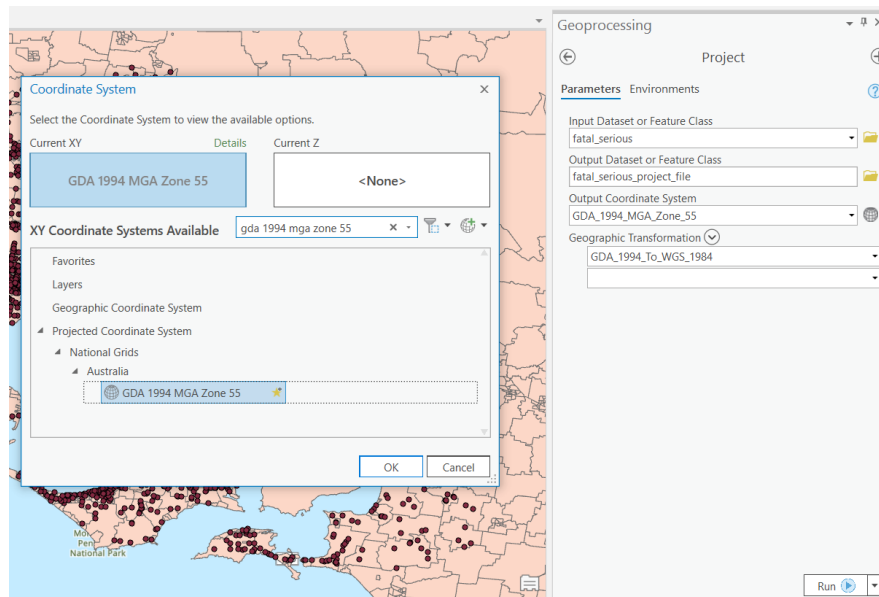 Coordinate System
Select the Coordinate System to view the available options.
Current XY
Details
Current Z
GDA 1994 MGA Zone 55
<None>
XY Coordinate Systems Available
gda 1994 mga zone 55
Favorites
Layers
Geographic Coordinate System
Projected Coordinate System
National Grids
Australia
GDA 1994 MGA Zone 55
OK
Cancel
Mo
Pen
National Park
Geoprocessing
Project
Parameters
Environments
Input Dataset or Feature Class
fatal_serious
Output Dataset or Feature Class
fatal_serious_project_file
Output Coordinate System
GDA_1994_MGA_Zone_55
Geographic Transformation
GDA_1994_To_WGS_1984
Run